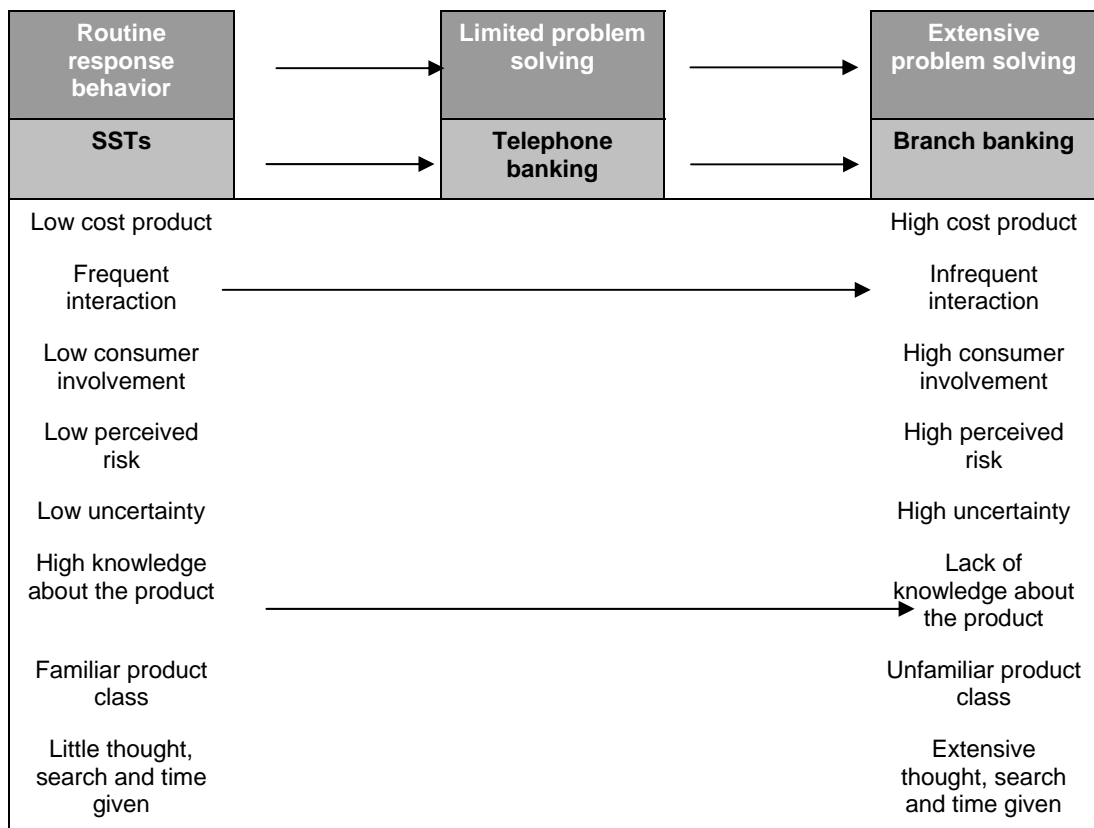 Routine
response
behavior
Limited problem
solving
Extensive
problem solving
SSTs
Telephone
banking
Branch banking
Low cost product
High cost product
Frequent
interaction
Infrequent
interaction
Low consumer
involvement
High consumer
involvement
Low perceived
risk
High perceived
risk
Low uncertainty
High uncertainty
High knowledge
about the product
Lack of
knowledge about
the product
Familiar product
class
Unfamiliar product
class
Little thought,
search and time
given
Extensive
thought, search
and time given